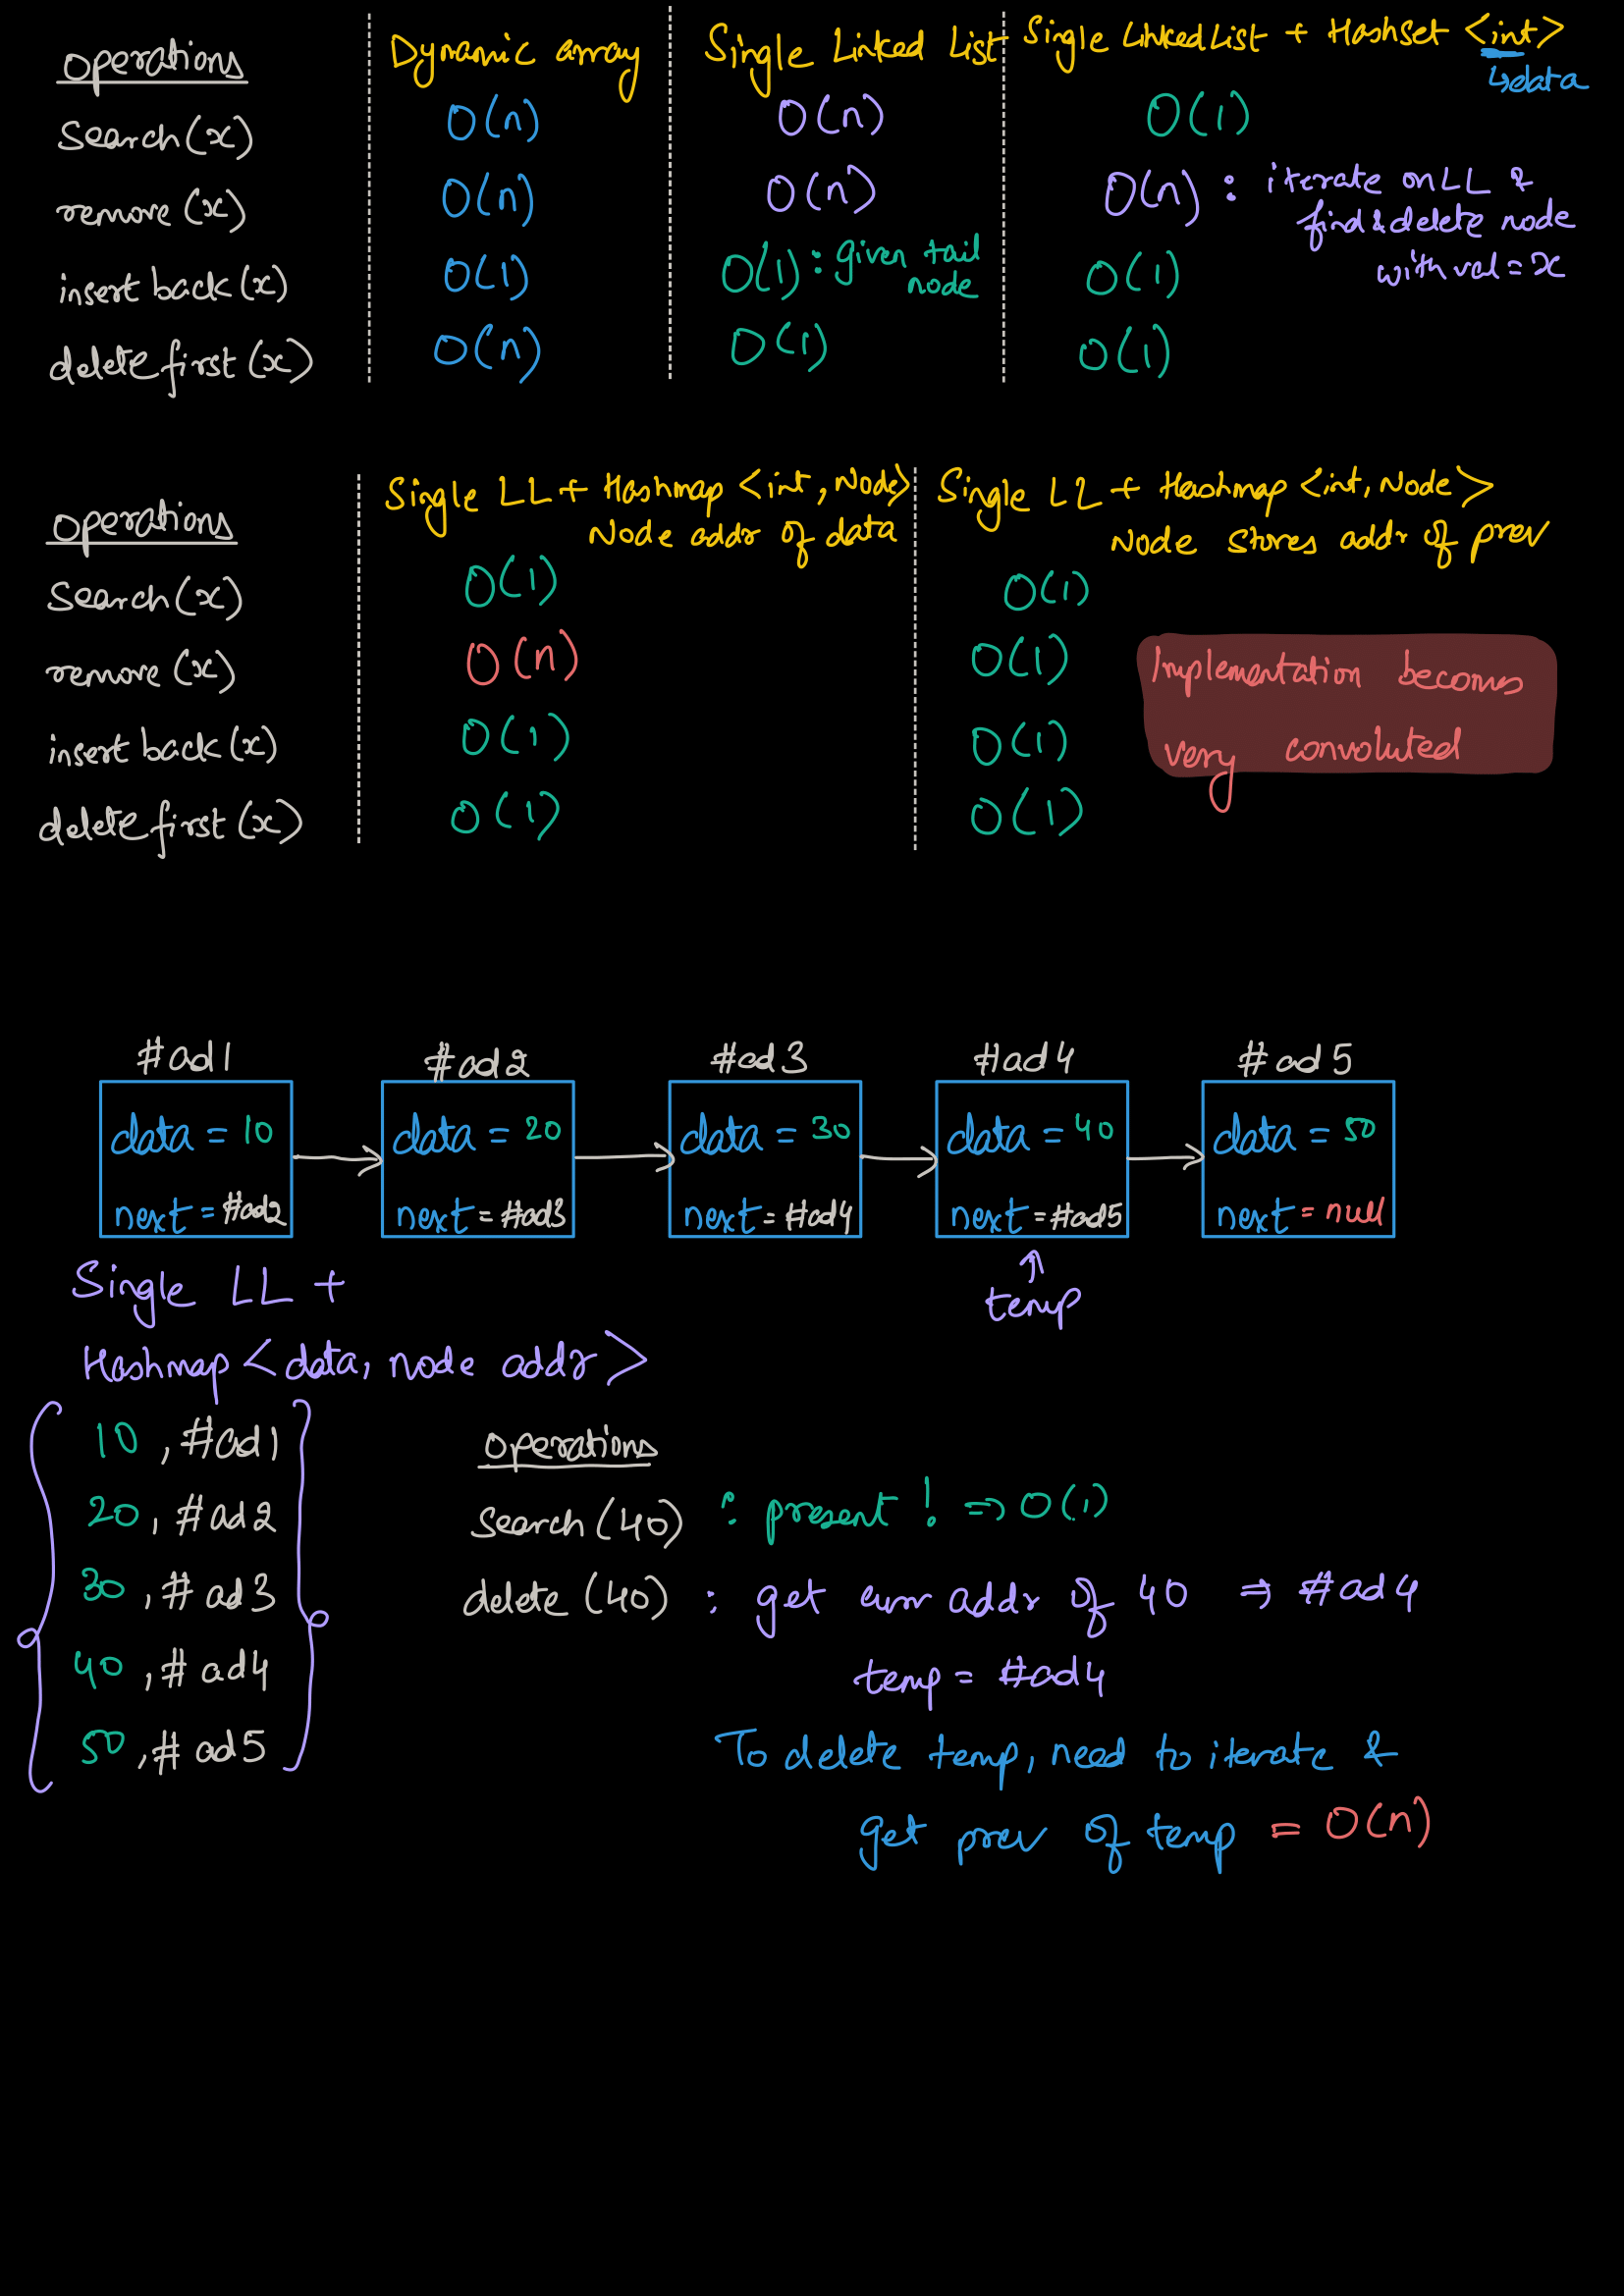 operations
Dynamic array
Single Linked List
Single Linked List + Hashset <int>
↳data
search(x)
O(n)
O(n)
O(1)
remove(x)
O(n)
O(n)
O(n) : iterate on LL &
find & delete node
with val = x
insert back(x)
O(1)
O(1) : given tail
node
O(1)
delete first(x)
O(n)
O(1)
O(1)
operations
Single LL + Hashmap <int, Node>
Node addr of data
Single LL + Hashmap <int, Node>
Node stores addr of prev
Search(x)
O(1)
O(1)
remove(x)
O(n)
O(1)
insert back(x)
O(1)
O(1)
delete first(x)
O(1)
O(1)
Implementation becomes
very convoluted
#ad1
#ad2
#ad3
#ad4
#ad5
data = 10
data = 20
data = 30
data = 40
data = 50
next = #ad2
next = #ad3
next = #ad4
next = #ad5
next = null
temp
Single LL +
Hashmap <data, node addr>
10, #ad1
20, #ad2
30, #ad3
40, #ad4
50, #ad5
operations
search(40) : present! => O(1)
delete(40) : get curr addr of 40 => #ad4
temp = #ad4
To delete temp, need to iterate &
get prev of temp = O(n)